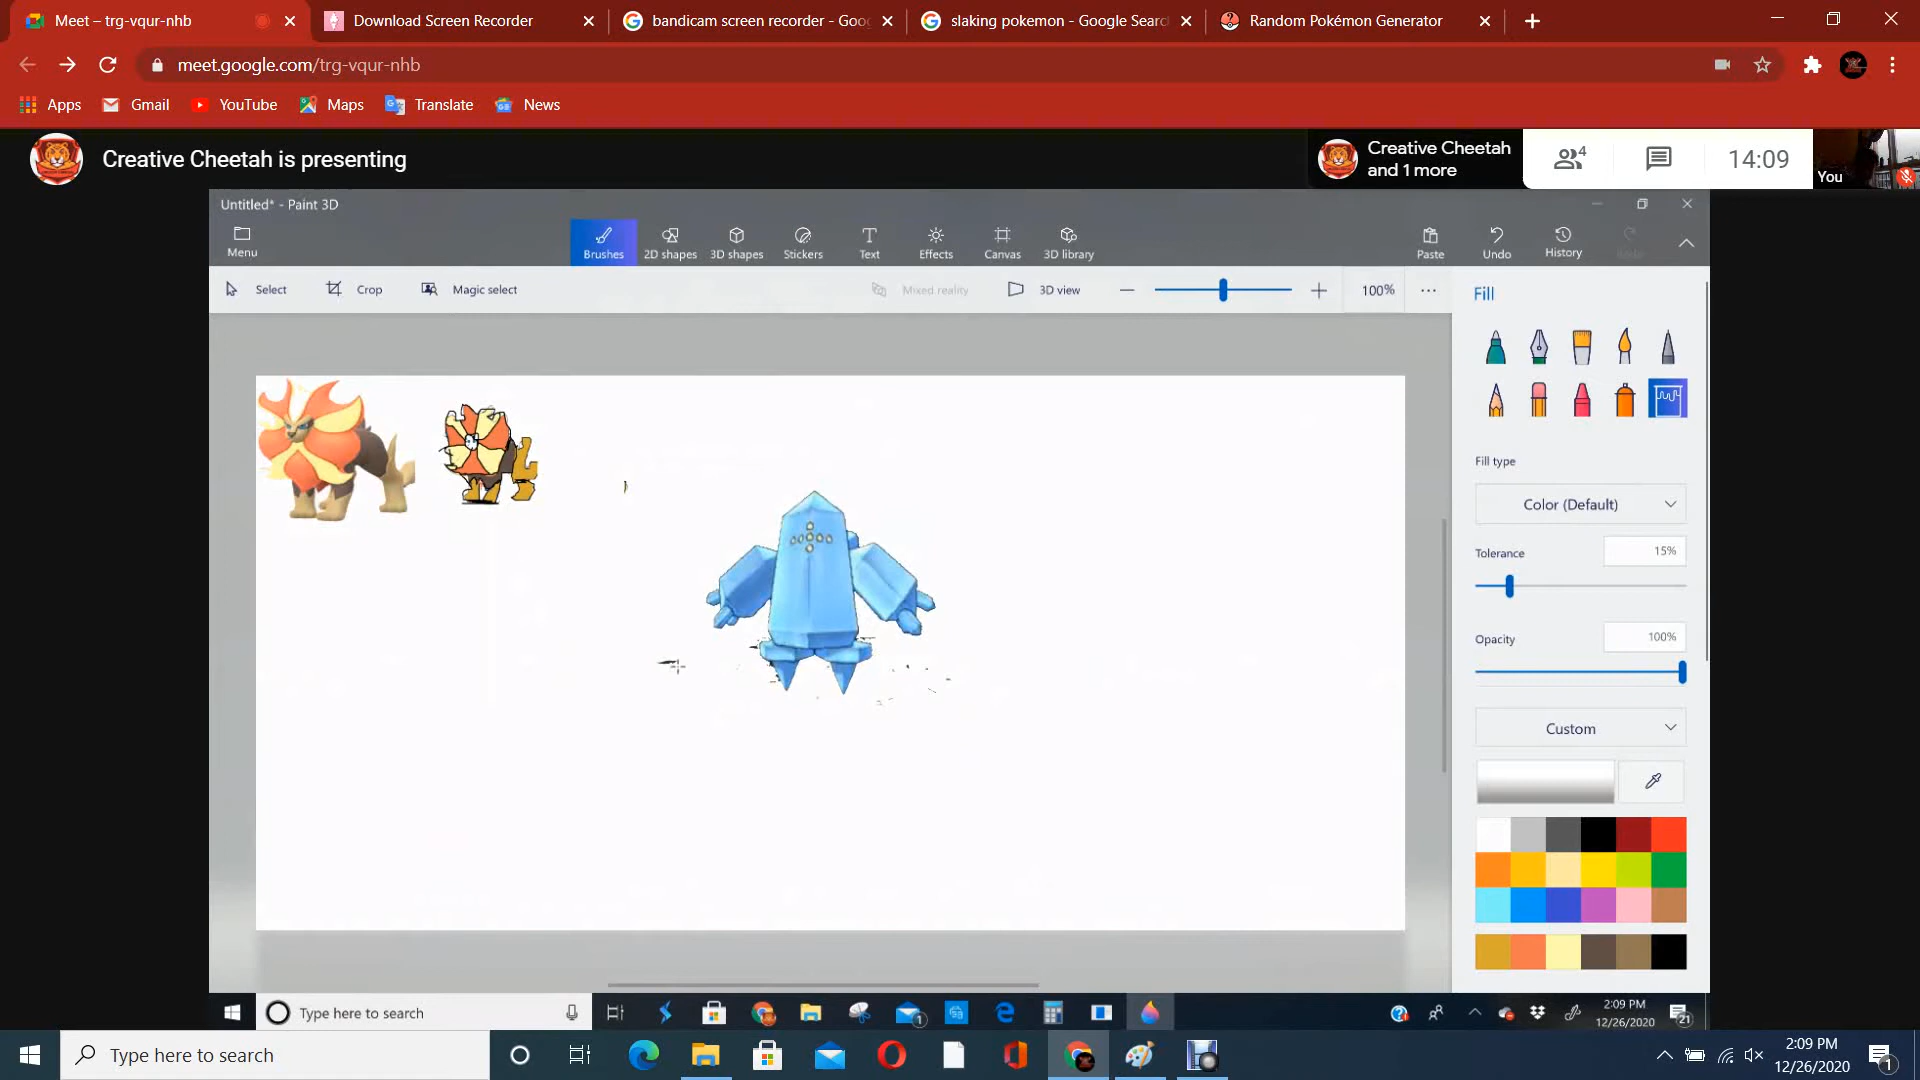 Meet – trg-vqur-nhb
Download Screen Recorder
bandicam screen recorder - Goo
slaking pokemon - Google Searc
Random Pokémon Generator
meet.google.com/trg-vqur-nhb
Apps
Gmail
YouTube
Maps
Translate
News
Creative Cheetah is presenting
Creative Cheetah
and 1 more
4
14:09
You
Untitled* - Paint 3D
Menu
Brushes
2D shapes
3D shapes
Stickers
Text
Effects
Canvas
3D library
Paste
Undo
History
Select
Crop
Magic select
Mixed reality
3D view
100%
Fill
Fill type
Color (Default)
Tolerance
15%
Opacity
100%
Custom
Type here to search
1
2:09 PM
12/26/2020
21
Type here to search
2:09 PM
12/26/2020
1